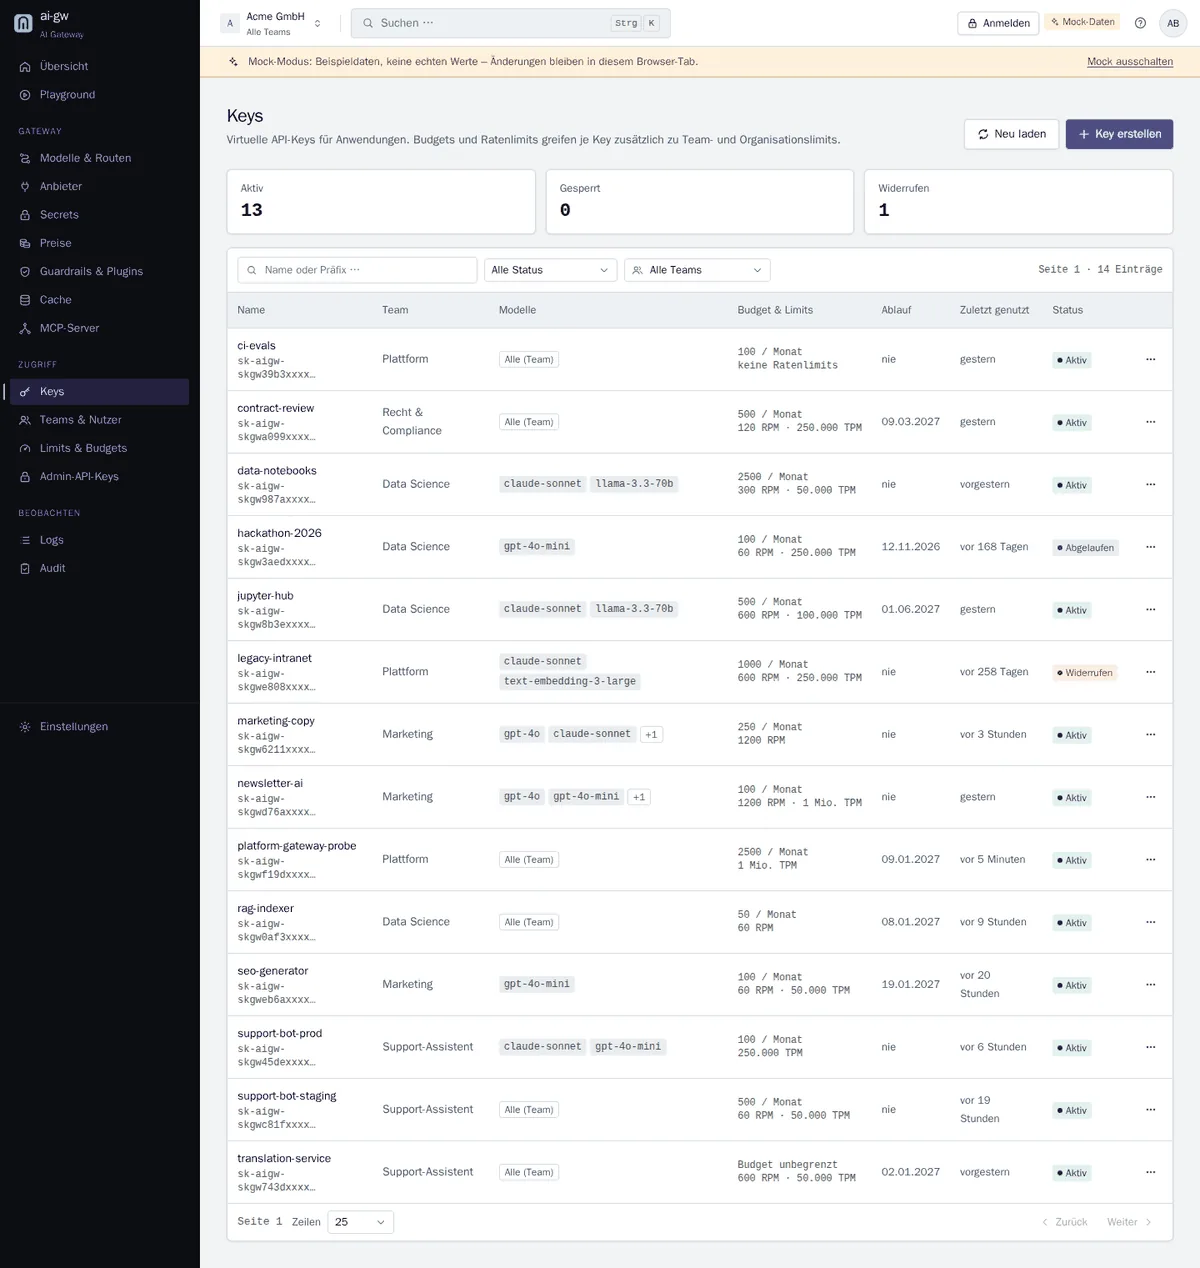 ai-gw
AI Gateway
Übersicht
Playground
GATEWAY
Modelle & Routen
Anbieter
Secrets
Preise
Guardrails & Plugins
Cache
MCP-Server
ZUGRIFF
Keys
Teams & Nutzer
Limits & Budgets
Admin-API-Keys
BEOBACHTEN
Logs
Audit
Einstellungen
A
Acme GmbH
Alle Teams
Suchen ···
Strg K
Anmelden
Mock-Daten
AB
Mock-Modus: Beispieldaten, keine echten Werte – Änderungen bleiben in diesem Browser-Tab.
Mock ausschalten
Keys
Virtuelle API-Keys für Anwendungen. Budgets und Ratenlimits greifen je Key zusätzlich zu Team- und Organisationslimits.
Neu laden
Key erstellen
Aktiv
13
Gesperrt
0
Widerrufen
1
Name oder Präfix ···
Alle Status
Alle Teams
Seite 1 · 14 Einträge
Name Team Modelle Budget & Limits Ablauf Zuletzt genutzt Status
ci-evals
sk-aigw-
skgw39b3xxxx…
Plattform
Alle (Team)
100 / Monat
keine Ratenlimits
nie
gestern
Aktiv
contract-review
sk-aigw-
skgwa099xxxx…
Recht &
Compliance
Alle (Team)
500 / Monat
120 RPM · 250.000 TPM
09.03.2027
gestern
Aktiv
data-notebooks
sk-aigw-
skgw987axxxx…
Data Science
claude-sonnet llama-3.3-70b
2500 / Monat
300 RPM · 50.000 TPM
nie
vorgestern
Aktiv
hackathon-2026
sk-aigw-
skgw3aedxxxx…
Data Science
gpt-4o-mini
100 / Monat
60 RPM · 250.000 TPM
12.11.2026
vor 168 Tagen
Abgelaufen
jupyter-hub
sk-aigw-
skgw8b3exxxx…
Data Science
claude-sonnet llama-3.3-70b
500 / Monat
600 RPM · 100.000 TPM
01.06.2027
gestern
Aktiv
legacy-intranet
sk-aigw-
skgwe808xxxx…
Plattform
claude-sonnet
text-embedding-3-large
1000 / Monat
600 RPM · 250.000 TPM
nie
vor 258 Tagen
Widerrufen
marketing-copy
sk-aigw-
skgw6211xxxx…
Marketing
gpt-4o claude-sonnet +1
250 / Monat
1200 RPM
nie
vor 3 Stunden
Aktiv
newsletter-ai
sk-aigw-
skgwd76axxxx…
Marketing
gpt-4o gpt-4o-mini +1
100 / Monat
1200 RPM · 1 Mio. TPM
nie
gestern
Aktiv
platform-gateway-probe
sk-aigw-
skgwf19dxxxx…
Plattform
Alle (Team)
2500 / Monat
1 Mio. TPM
09.01.2027
vor 5 Minuten
Aktiv
rag-indexer
sk-aigw-
skgw0af3xxxx…
Data Science
Alle (Team)
50 / Monat
60 RPM
08.01.2027
vor 9 Stunden
Aktiv
seo-generator
sk-aigw-
skgweb6axxxx…
Marketing
gpt-4o-mini
100 / Monat
60 RPM · 50.000 TPM
19.01.2027
vor 20
Stunden
Aktiv
support-bot-prod
sk-aigw-
skgw45dexxxx…
Support-Assistent
claude-sonnet gpt-4o-mini
100 / Monat
250.000 TPM
nie
vor 6 Stunden
Aktiv
support-bot-staging
sk-aigw-
skgwc81fxxxx…
Support-Assistent
Alle (Team)
500 / Monat
60 RPM · 50.000 TPM
nie
vor 19
Stunden
Aktiv
translation-service
sk-aigw-
skgw743dxxxx…
Support-Assistent
Alle (Team)
Budget unbegrenzt
600 RPM · 50.000 TPM
02.01.2027
vorgestern
Aktiv
Seite 1 Zeilen 25
Zurück Weiter